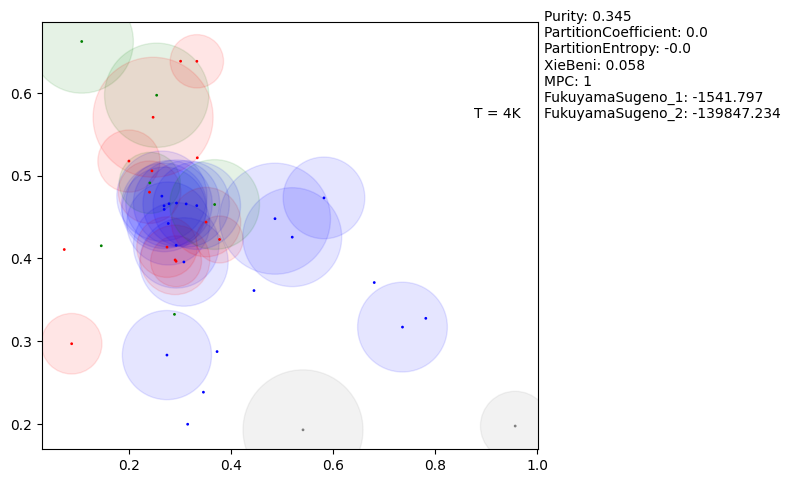 Purity: 0.345
PartitionCoefficient: 0.0
PartitionEntropy: -0.0
XieBeni: 0.058
MPC: 1
FukuyamaSugeno_1: -1541.797
FukuyamaSugeno_2: -139847.234
T = 4K
0.6
0.5
0.4
0.3
0.2
0.2
0.4
0.6
0.8
1.0